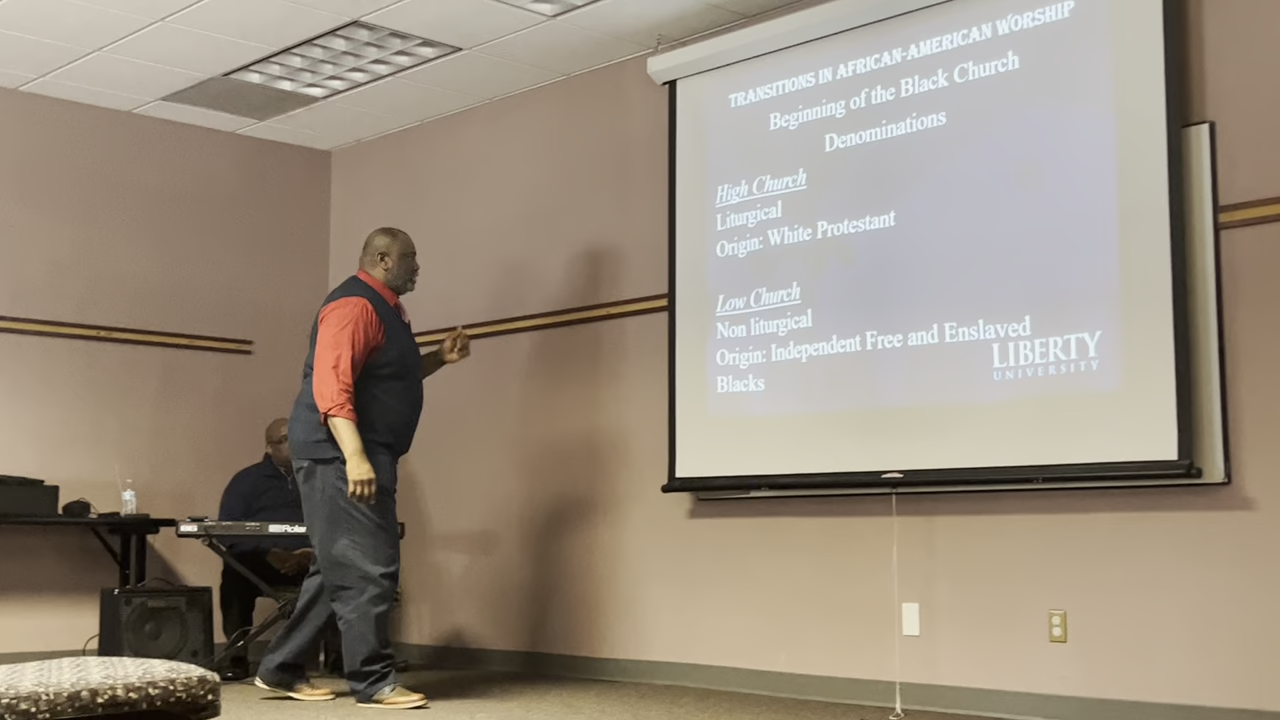 TRANSITIONS IN AFRICAN-AMERICAN WORSHIP
Beginning of the Black Church
Denominations
High Church
Liturgical
Origin: White Protestant
Low Church
Non liturgical
Origin: Independent Free and Enslaved
Blacks
LIBERTY
UNIVERSITY
Roland